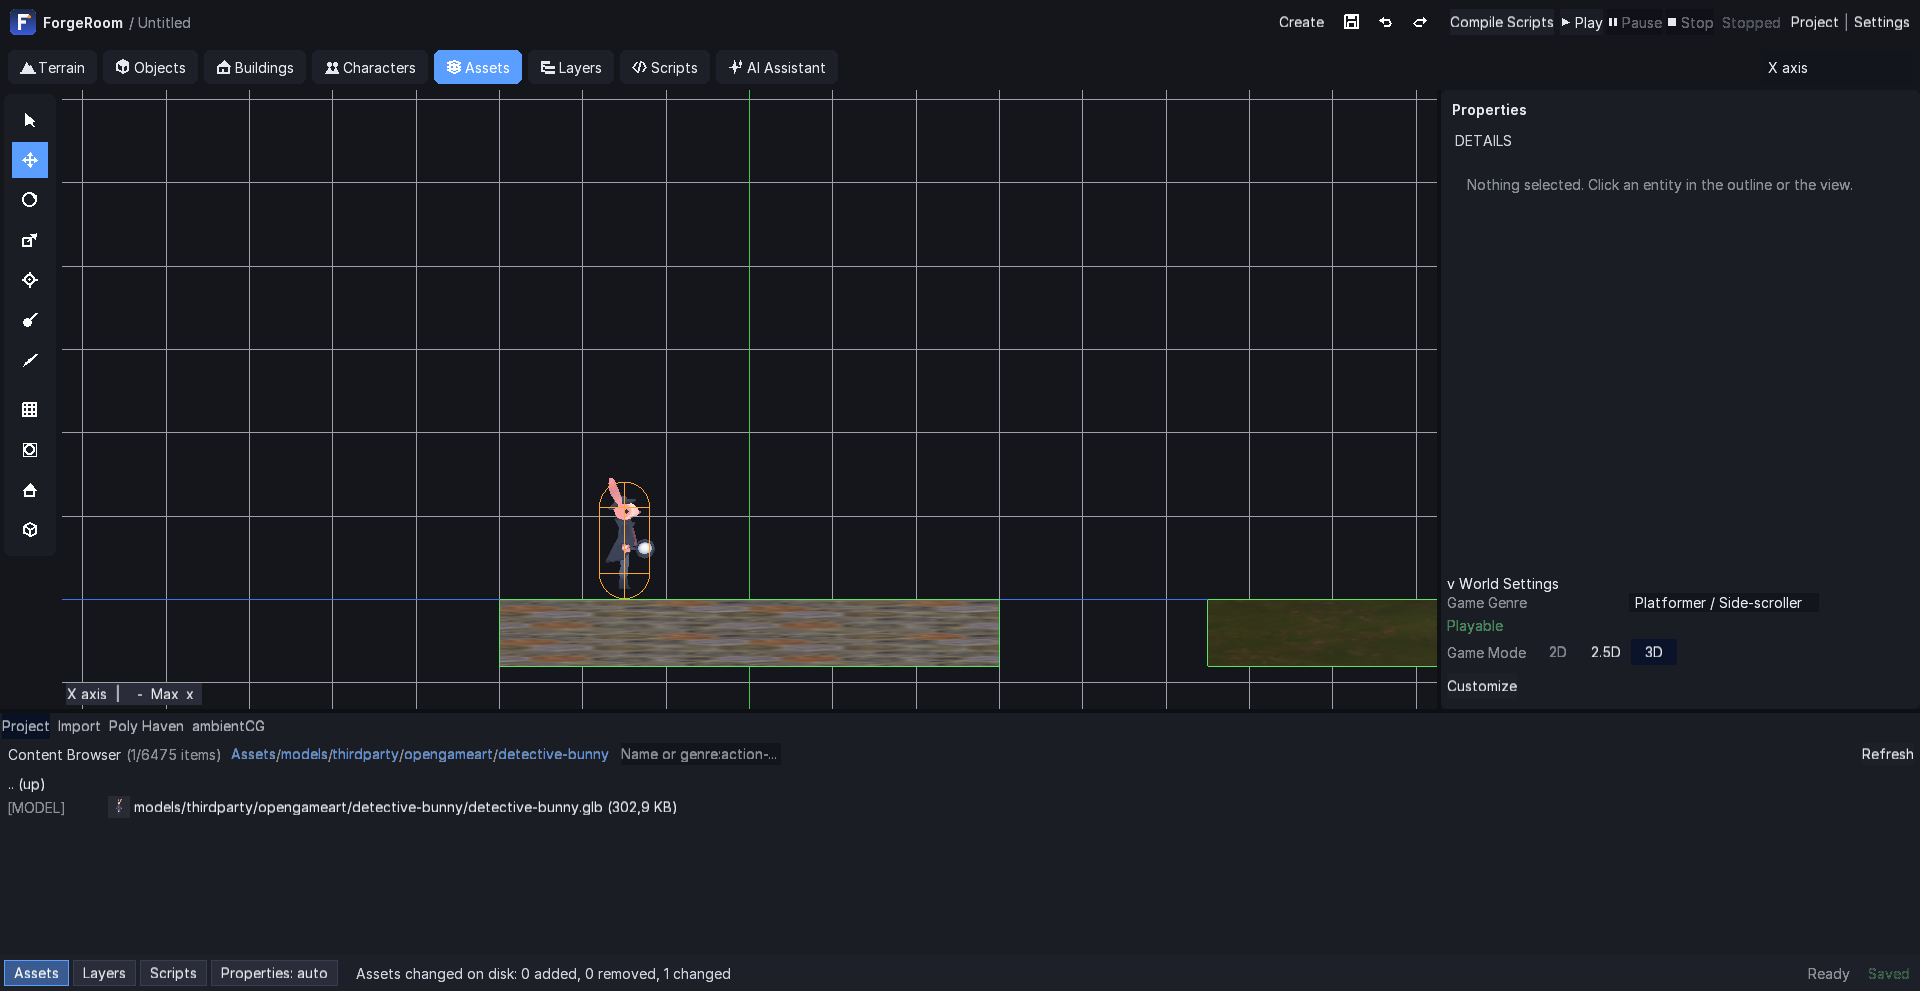 ForgeRoom / Untitled
Create
Compile Scripts Play Pause Stop Stopped Project | Settings
Terrain Objects Buildings Characters Assets Layers Scripts AI Assistant
X axis
Properties
DETAILS
Nothing selected. Click an entity in the outline or the view.
v World Settings
Game Genre Platformer / Side-scroller
Playable
Game Mode 2D 2.5D 3D
Customize
X axis | - Max x
Project Import Poly Haven ambientCG
Content Browser (1/6475 items) Assets/models/thirdparty/opengameart/detective-bunny Name or genre:action-... Refresh
.. (up)
[MODEL] models/thirdparty/opengameart/detective-bunny/detective-bunny.glb (302,9 KB)
Assets Layers Scripts Properties: auto Assets changed on disk: 0 added, 0 removed, 1 changed Ready Saved